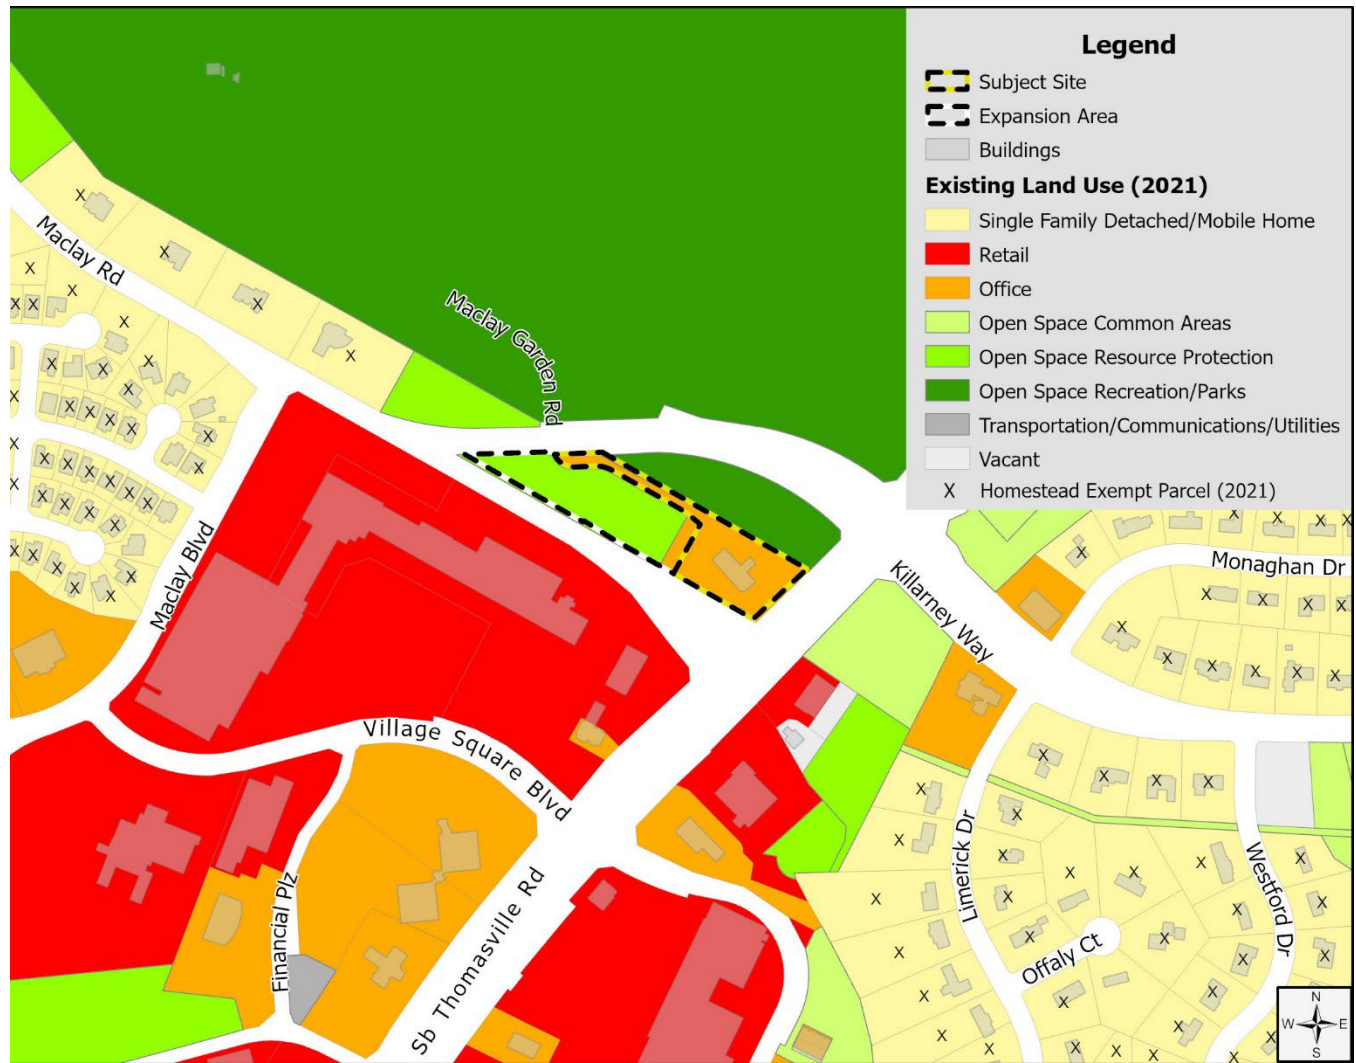 Legend
Subject Site
Expansion Area
Buildings
Existing Land Use (2021)
Single Family Detached/Mobile Home
Retail
Office
Open Space Common Areas
Open Space Resource Protection
Open Space Recreation/Parks
Transportation/Communications/Utilities
Vacant
X Homestead Exempt Parcel (2021)
Maclay Rd
Maclay Garden Rd
Maclay Blvd
Killarney Way
Monaghan Dr
Village Square Blvd
Financial Plz
Sb Thomasville Rd
Limerick Dr
Offaly Ct
Westford Dr
N
W E
S